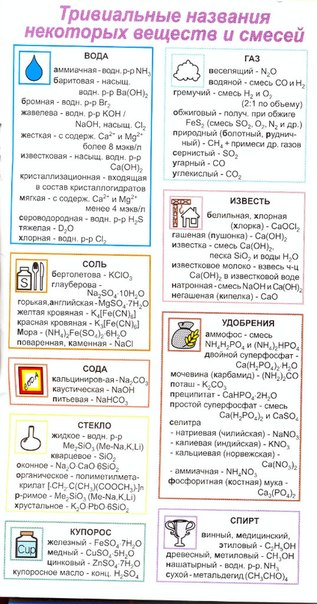 Тривиальные названия
некоторых веществ и смесей
ВОДА
аммиачная - водн. р-р NH₃
баритовая - насыщ.
водн. р-р Ba(OH)₂
бромная - водн. р-р Br₂
жавелева - водн. р-р KOH /
NaOH, насыщ. Cl₂
жесткая - с содерж. Ca²⁺ и Mg²⁺
более 8 мэкв/л
известковая - насыщ. водн. р-р
Ca(OH)₂
кристаллизационная - входящая
в состав кристаллогидратов
мягкая - с содерж. Ca²⁺ и Mg²⁺
менее 4 мэкв/л
сероводородная - водн. р-р H₂S
тяжелая - D₂O
хлорная - водн. р-р Cl₂
СОЛЬ
бертолетова - KClO₃
глауберова -
Na₂SO₄·10H₂O
горькая,английская-MgSO₄·7H₂O
желтая кровяная - K₄[Fe(CN)₆]
красная кровяная - K₃[Fe(CN)₆]
Мора - (NH₄)₂Fe(SO₄)₂·6H₂O
поваренная, каменная - NaCl
СОДА
кальциниров-ая-Na₂CO₃
каустическая - NaOH
питьевая - NaHCO₃
СТЕКЛО
жидкое - водн. р-р
Me₂SiO₃ (Me-Na,K,Li)
кварцевое - SiO₂
оконное - Na₂O·CaO·6SiO₂
органическое - полиметилмета-
крилат [-CH₂-C(CH₃)(COOCH₃)-]n
р-римое - Me₂SiO₃ (Me-Na,K,Li)
хрустальное - K₂O·PbO·6SiO₂
КУПОРОС
железный - FeSO₄·7H₂O
медный - CuSO₄·5H₂O
цинковый - ZnSO₄·7H₂O
купоросное масло - конц. H₂SO₄
Cup
ГАЗ
веселящий - N₂O
водяной - смесь CO и H₂
гремучий - смесь H₂ и O₂
(2:1 по объему)
обжиговый - получ. при обжиге
FeS₂ (смесь SO₂, O₂, N₂ и др.)
природный (болотный, рудни-
чный) - CH₄ + примеси др. газов
сернистый - SO₂
угарный - CO
углекислый - CO₂
ИЗВЕСТЬ
белильная, хлорная
(хлорка) - CaOCl₂
гашеная (пушонка) - Ca(OH)₂
известка - смесь Ca(OH)₂,
песка SiO₂ и воды H₂O
известковое молоко - взвесь ч-ц
Ca(OH)₂ в известковой воде
натронная-смесь NaOH и Ca(OH)₂
негашеная (кипелка) - CaO
УДОБРЕНИЯ
аммофос - смесь
NH₄H₂PO₄ и (NH₄)₂HPO₄
двойной суперфосфат -
Ca(H₂PO₄)₂·H₂O
мочевина (карбамид) - (NH₂)₂CO
поташ - K₂CO₃
преципитат - CaHPO₄·2H₂O
простой суперфосфат - смесь
Ca(H₂PO₄)₂ и CaSO₄
селитра
- натриевая (чилийская) - NaNO₃
- калиевая (индийская) - KNO₃
- кальциевая (норвежская) -
Ca(NO₃)₂
- аммиачная - NH₄NO₃
фосфоритная (костная) мука -
Ca₃(PO₄)₂
СПИРТ
винный, медицинский,
этиловый - C₂H₅OH
древесный, метиловый - CH₃OH
нашатырный - водн. р-р NH₃
сухой - метальдегид (CH₃CHO)₄